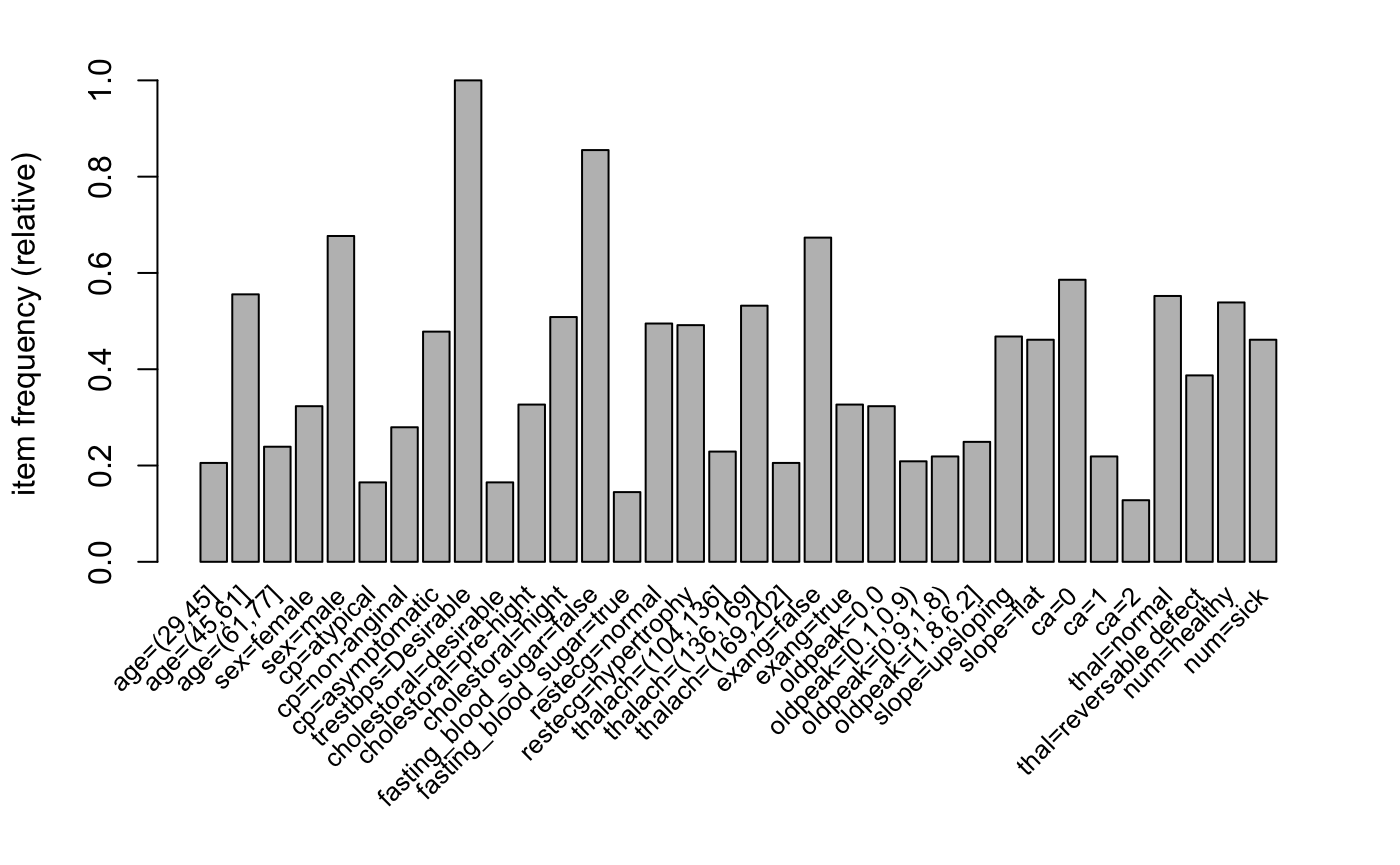 item frequency (relative)
1.0
0.8
0.6
0.4
0.2
0.0
age=(29,45]
age=(45,61]
age=(61,77]
sex=female
sex=male
cp=atypical
cp=non-anginal
cp=asymptomatic
trestbps=Desirable
cholestoral=desirable
cholestoral=pre-hight
cholestoral=hight
fasting_blood_sugar=false
fasting_blood_sugar=true
restecg=normal
restecg=hypertrophy
thalach=(104,136]
thalach=(136,169]
thalach=(169,202]
exang=false
exang=true
oldpeak=0.0
oldpeak=[0.1,0.9)
oldpeak=[0.9,1.8)
oldpeak=[1.8,6.2]
slope=upsloping
slope=flat
ca=0
ca=1
ca=2
thal=normal
thal=reversable defect
num=healthy
num=sick